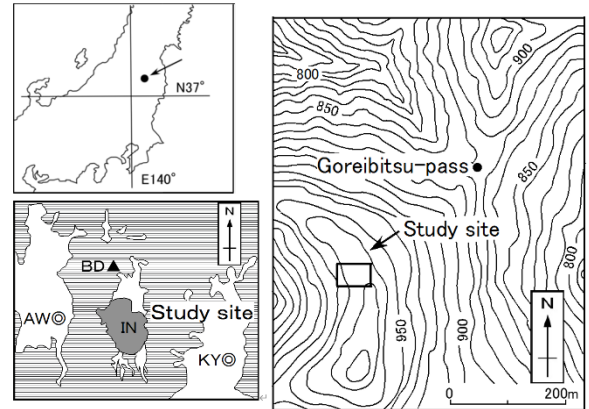 N37°
E140°
N
BD
Study site
AW
IN
KY
900
800
850
Goreibitsu-pass
850
Study site
800
950
900
N
0
200m